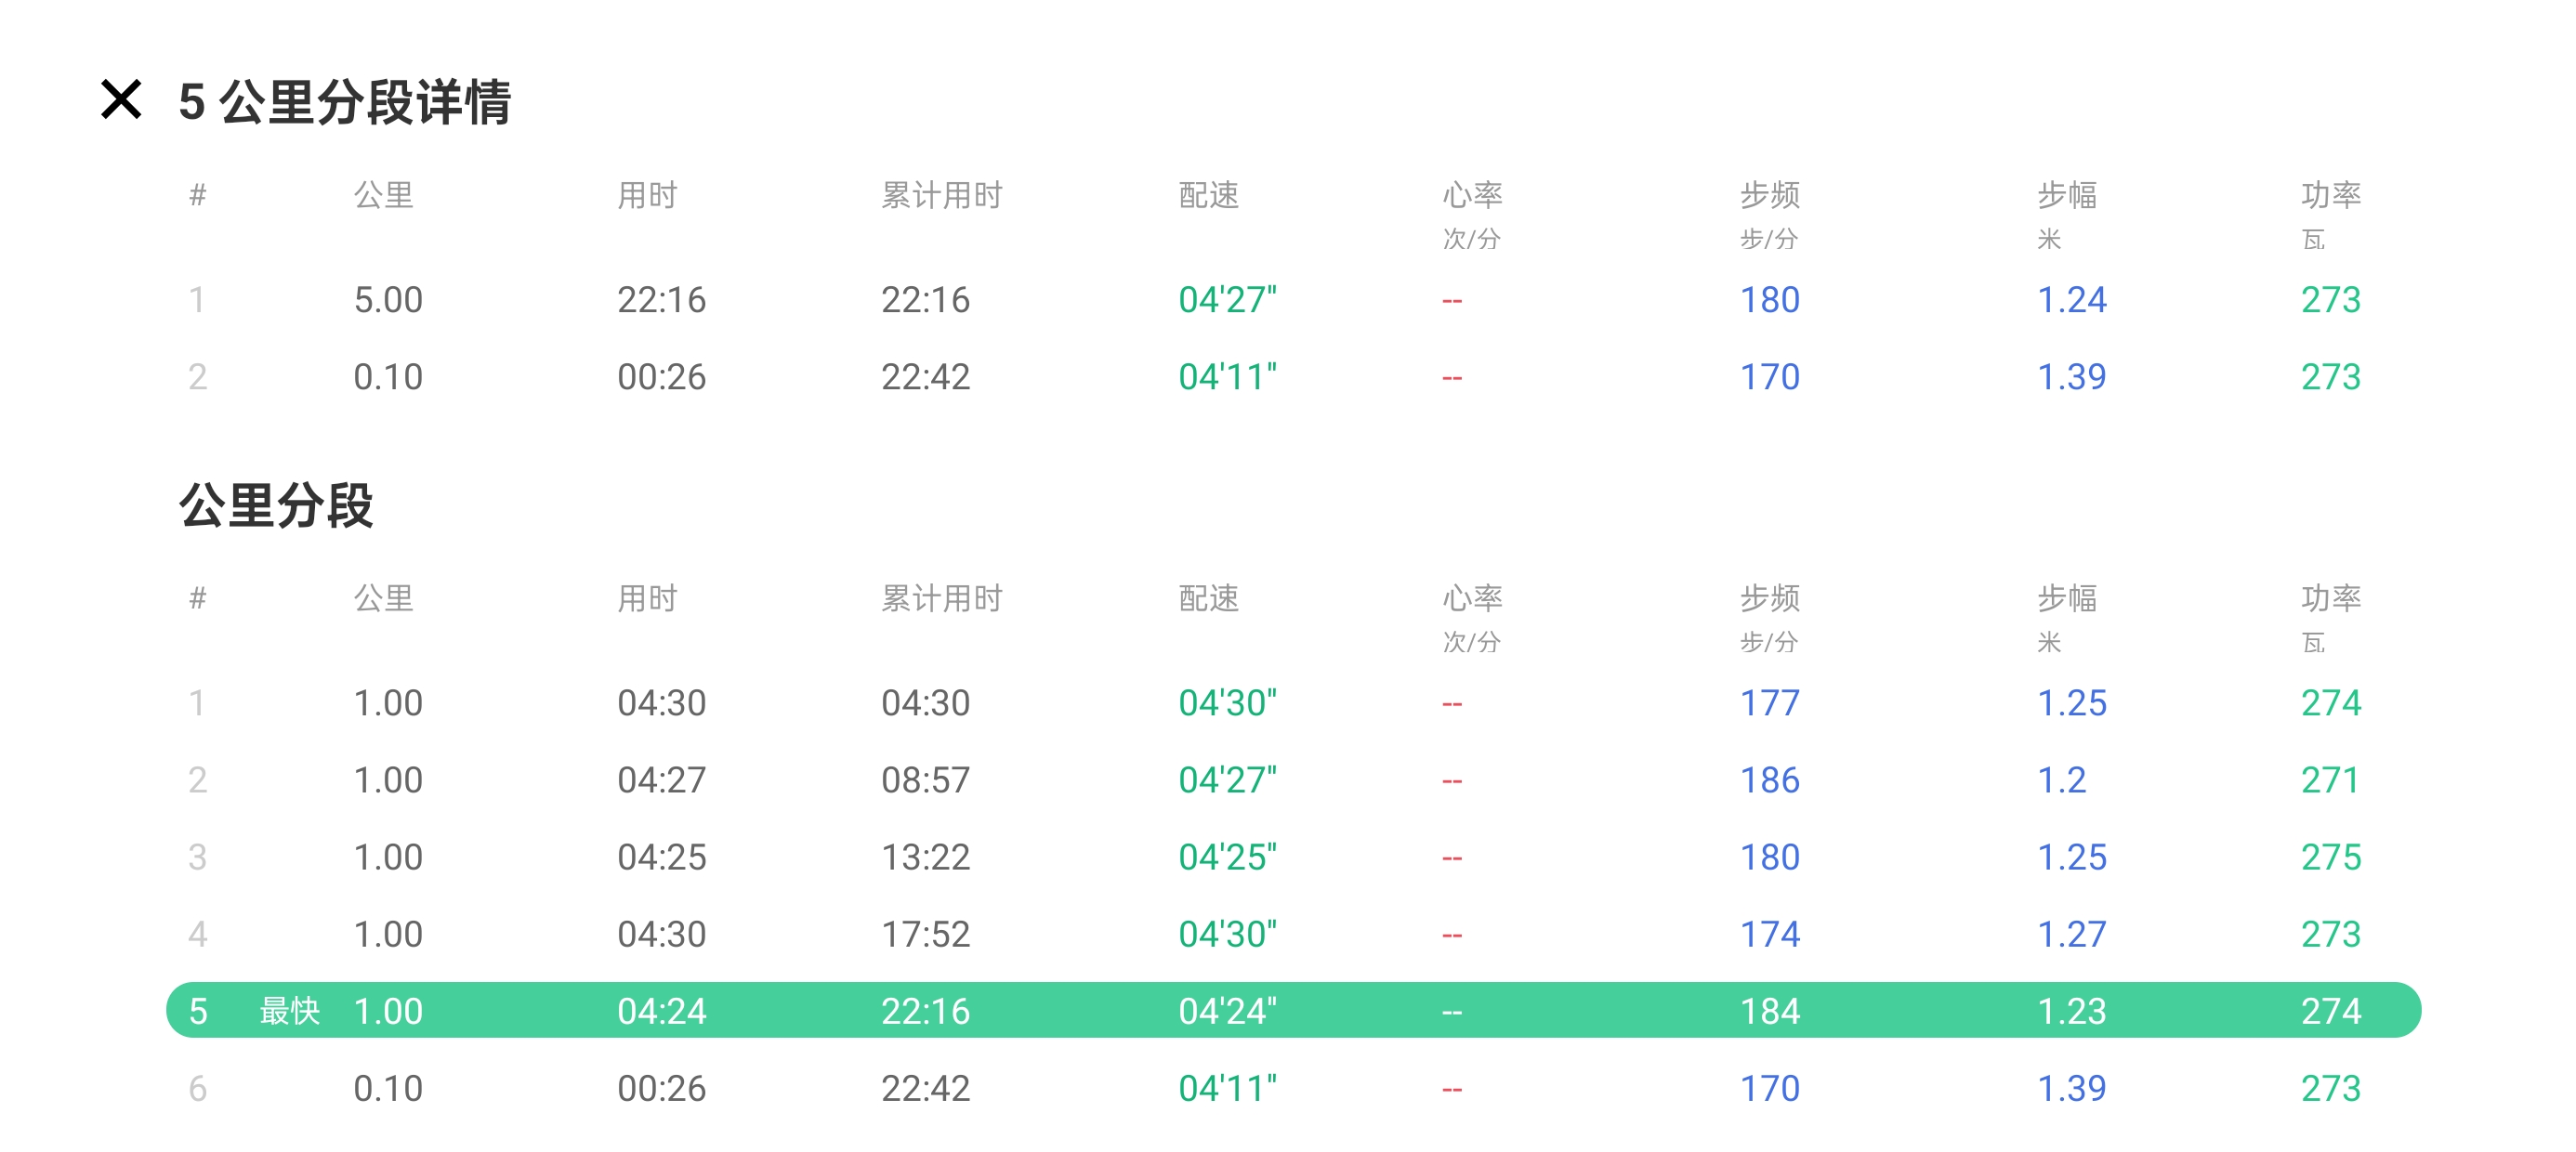 5 公里分段详情
# 公里 用时 累计用时 配速 心率 步频 步幅 功率
次/分 步/分 米 瓦
1 5.00 22:16 22:16 04'27" -- 180 1.24 273
2 0.10 00:26 22:42 04'11" -- 170 1.39 273
公里分段
# 公里 用时 累计用时 配速 心率 步频 步幅 功率
次/分 步/分 米 瓦
1 1.00 04:30 04:30 04'30" -- 177 1.25 274
2 1.00 04:27 08:57 04'27" -- 186 1.2 271
3 1.00 04:25 13:22 04'25" -- 180 1.25 275
4 1.00 04:30 17:52 04'30" -- 174 1.27 273
5 最快 1.00 04:24 22:16 04'24" -- 184 1.23 274
6 0.10 00:26 22:42 04'11" -- 170 1.39 273